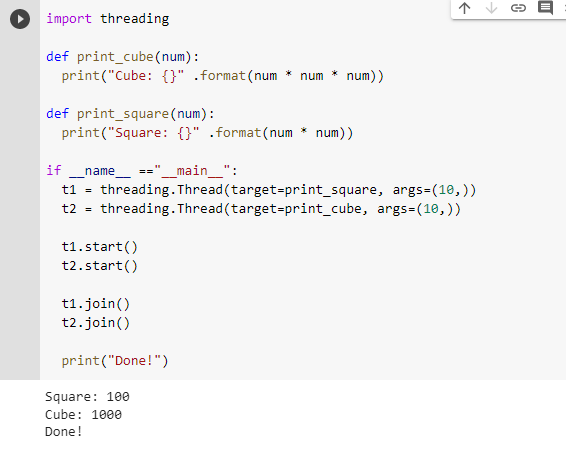 import threading
def print_cube(num):
print("Cube: {}" .format(num * num * num))
def print_square(num):
print("Square: {}" .format(num * num))
if __name__ =="__main__":
t1 = threading.Thread(target=print_square, args=(10,))
t2 = threading.Thread(target=print_cube, args=(10,))
t1.start()
t2.start()
t1.join()
t2.join()
print("Done!")
Square: 100
Cube: 1000
Done!